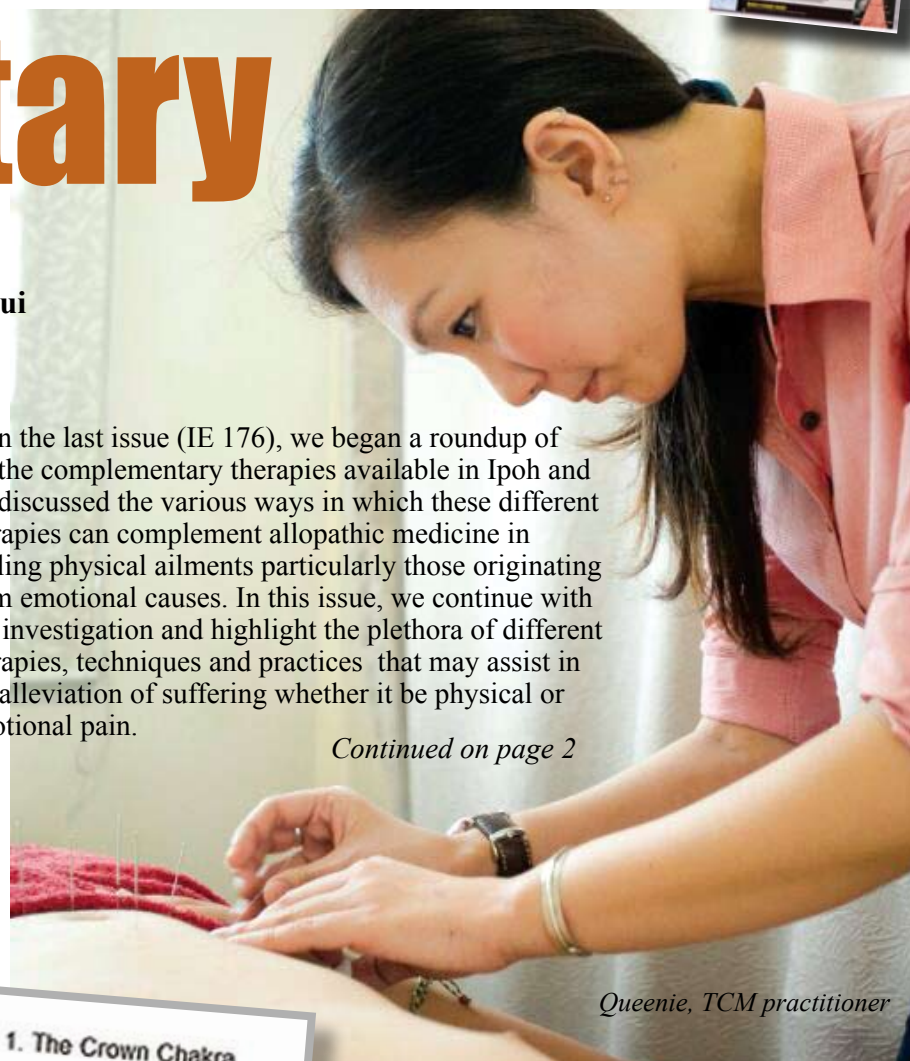 tary
ui
n the last issue (IE 176), we began a roundup of
the complementary therapies available in Ipoh and
discussed the various ways in which these different
rapies can complement allopathic medicine in
ling physical ailments particularly those originating
m emotional causes. In this issue, we continue with
investigation and highlight the plethora of different
rapies, techniques and practices that may assist in
alleviation of suffering whether it be physical or
otional pain.
Continued on page 2
Queenie, TCM practitioner
1. The Crown Chakra